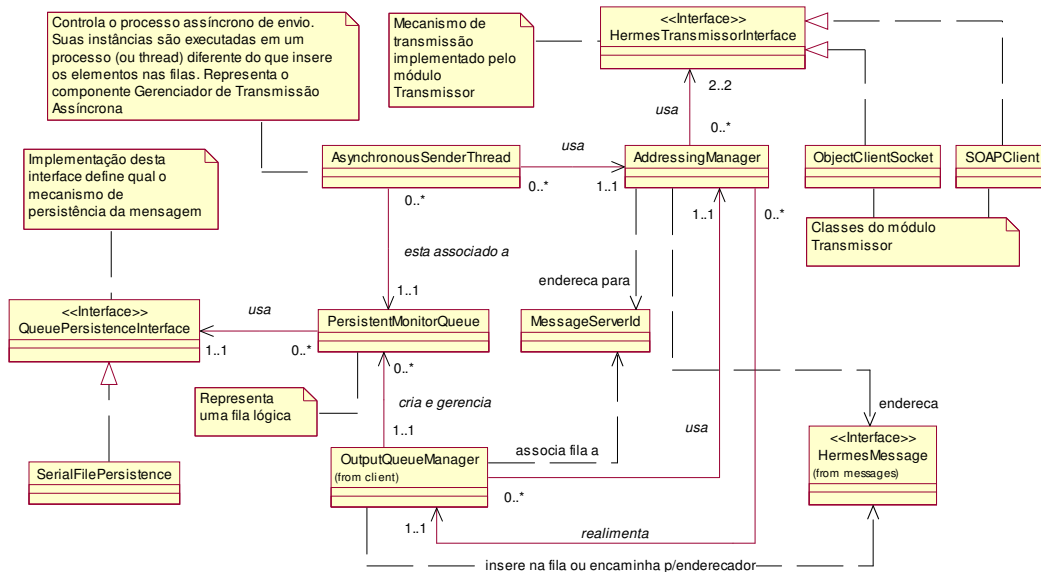 Controla o processo assíncrono de envio.
Suas instâncias são executadas em um
processo (ou thread) diferente do que insere
os elementos nas filas. Representa o
componente Gerenciador de Transmissão
Assíncrona
Mecanismo de
transmissão
implementado pelo
módulo
Transmissor
<<Interface>>
HermesTransmissorInterface
2..2
usa
0..*
Implementação desta
interface define qual o
mecanismo de
persistência da mensagem
AsynchronousSenderThread
usa
0..*
1..1
AddressingManager
ObjectClientSocket
SOAPClient
0..*
1..1
0..*
Classes do módulo
Transmissor
esta associado a
endereca para
1..1
<<Interface>>
QueuePersistenceInterface
usa
1..1
0..*
PersistentMonitorQueue
MessageServerId
0..*
Representa
uma fila lógica
cria e gerencia
1..1
usa
endereca
<<Interface>>
HermesMessage
(from messages)
SerialFilePersistence
OutputQueueManager
(from client)
associa fila a
0..*
1..1
realimenta
insere na fila ou encaminha p/enderecador